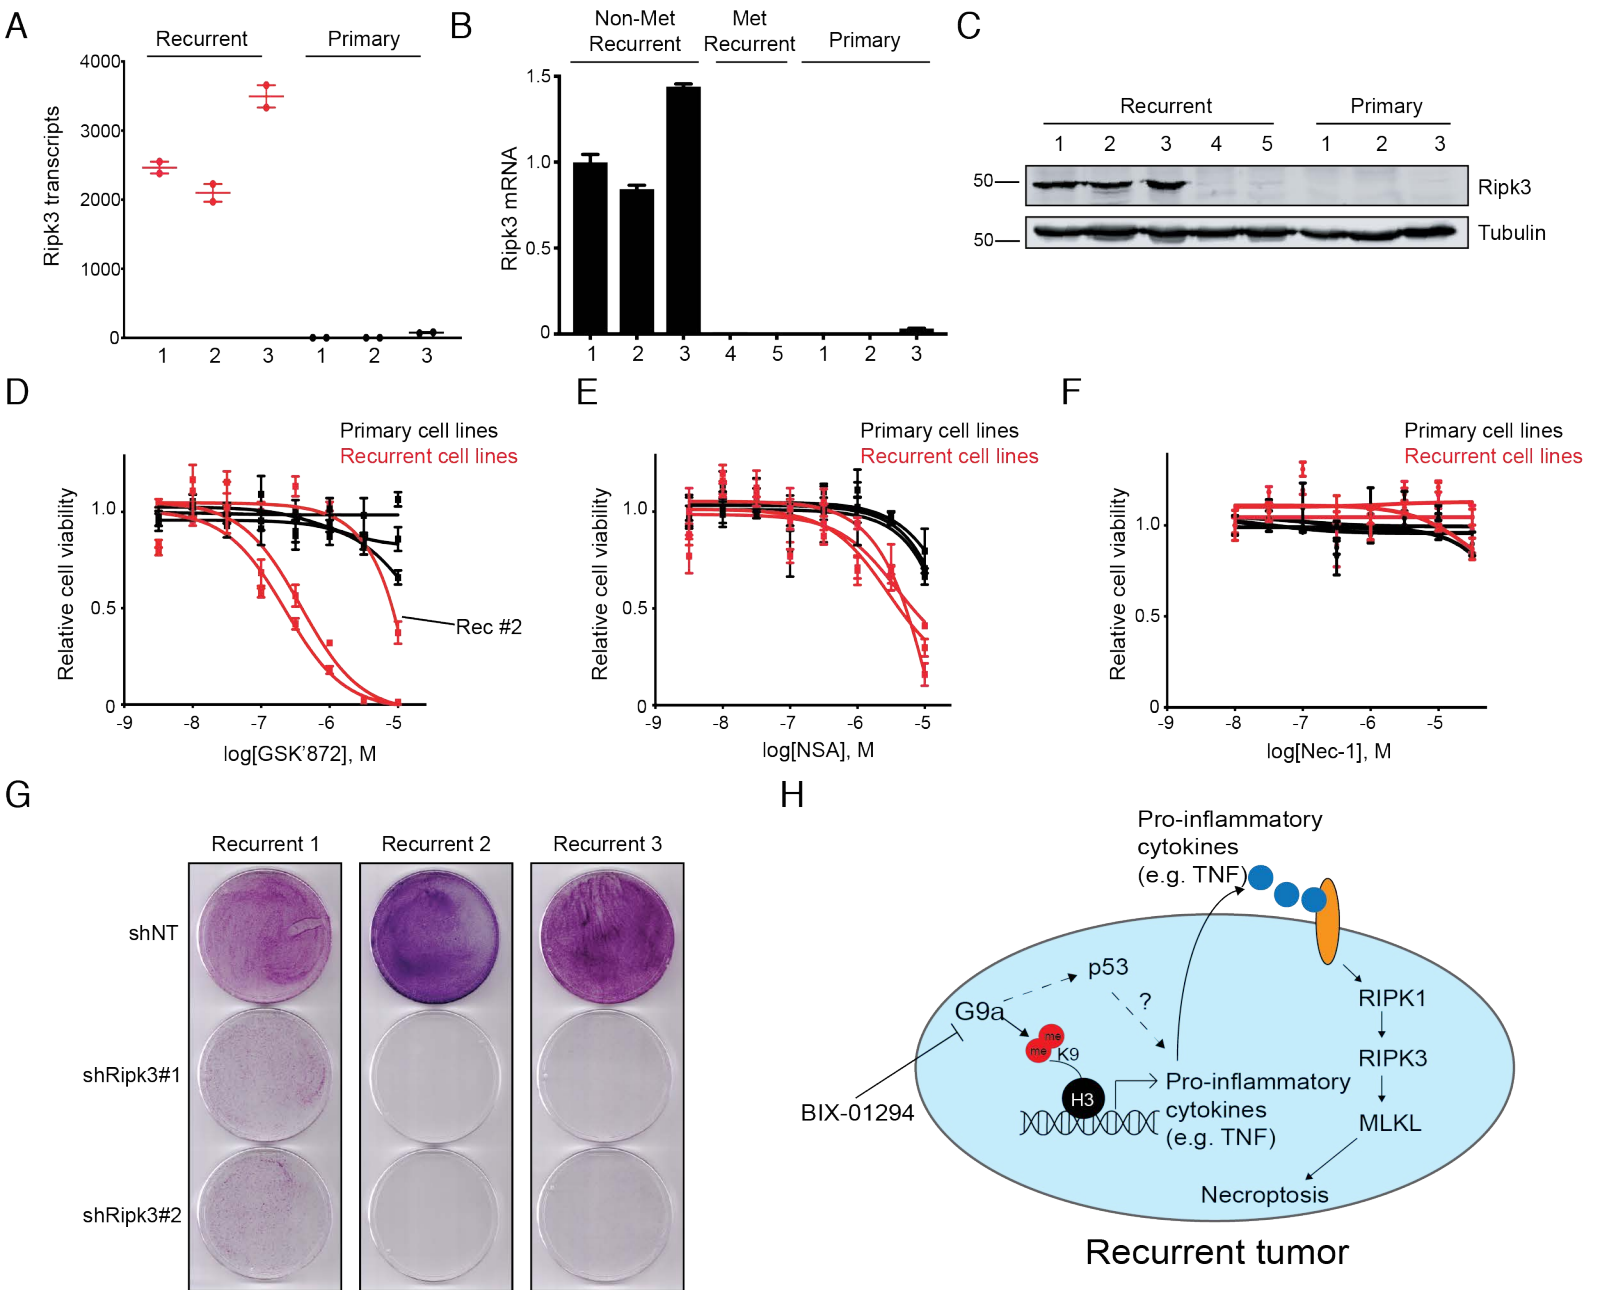 A
Recurrent
Primary
Ripk3 transcripts
4000
3000
2000
1000
0
1 2 3 1 2 3
B
Non-Met
Recurrent
Met
Recurrent
Primary
Ripk3 mRNA
1.5
1.0
0.5
0
1 2 3 4 5 1 2 3
C
Recurrent
Primary
1 2 3 4 5 1 2 3
50
Ripk3
50
Tubulin
D
Primary cell lines
Recurrent cell lines
Relative cell viability
1.0
0.5
0
Rec #2
-9 -8 -7 -6 -5
log[GSK'872], M
E
Primary cell lines
Recurrent cell lines
Relative cell viability
1.0
0.5
0
-9 -8 -7 -6 -5
log[NSA], M
F
Primary cell lines
Recurrent cell lines
Relative cell viability
1.0
0.5
0
-9 -8 -7 -6 -5
log[Nec-1], M
G
Recurrent 1
Recurrent 2
Recurrent 3
shNT
shRipk3#1
shRipk3#2
H
Pro-inflammatory
cytokines
(e.g. TNF)
p53
?
G9a
me
me
K9
H3
BIX-01294
Pro-inflammatory
cytokines
(e.g. TNF)
RIPK1
RIPK3
MLKL
Necroptosis
Recurrent tumor